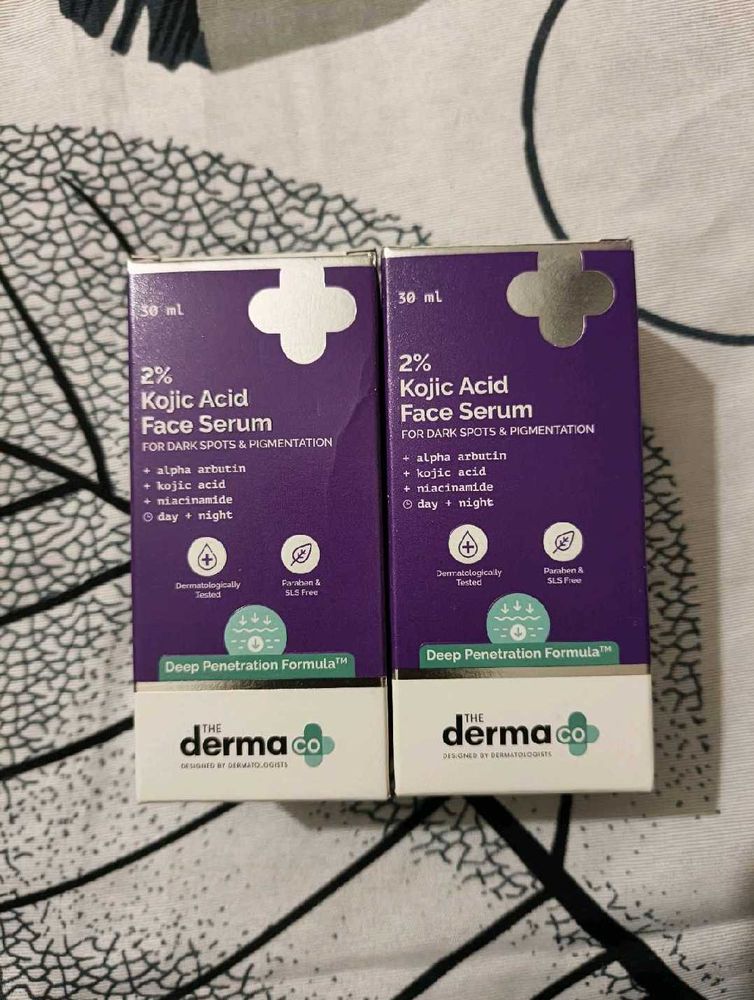 30 ml
2%
Kojic Acid
Face Serum
FOR DARK SPOTS & PIGMENTATION
+ alpha arbutin
+ kojic acid
+ niacinamide
day + night
Dermatologically
Tested
Paraben &
SLS Free
Deep Penetration Formula™
THE
derma co
DESIGNED BY DERMATOLOGISTS
30 ml
2%
Kojic Acid
Face Serum
FOR DARK SPOTS & PIGMENTATION
+ alpha arbutin
+ kojic acid
+ niacinamide
day + night
Dermatologically
Tested
Paraben &
SLS Free
Deep Penetration Formula™
THE
derma co
DESIGNED BY DERMATOLOGISTS